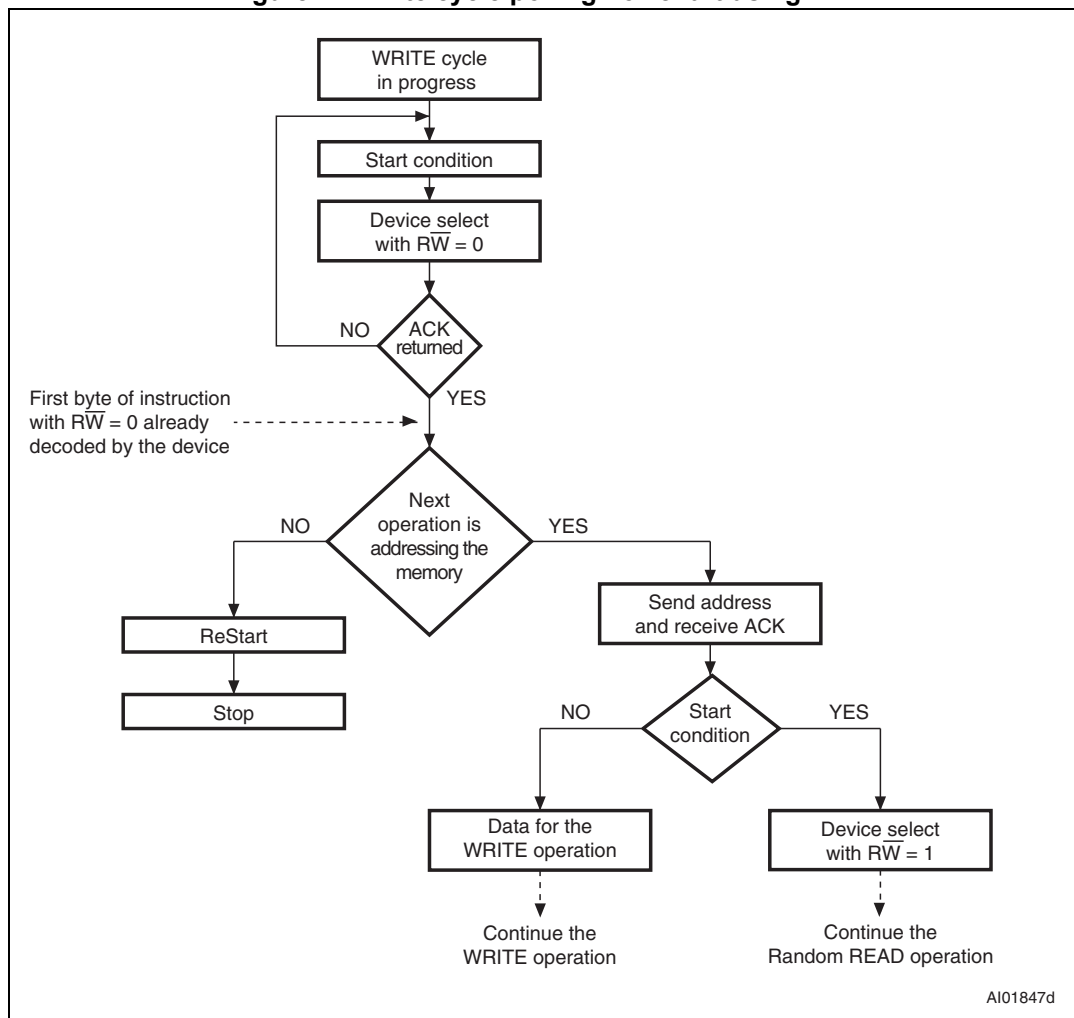 WRITE cycle
in progress
Start condition
Device select
with RW̅ = 0
NO
ACK
returned
YES
First byte of instruction
with RW̅ = 0 already
decoded by the device
Next
operation is
addressing the
memory
NO
YES
Send address
and receive ACK
ReStart
Stop
NO
Start
condition
YES
Data for the
WRITE operation
Device select
with RW̅ = 1
Continue the
WRITE operation
Continue the
Random READ operation
AI01847d